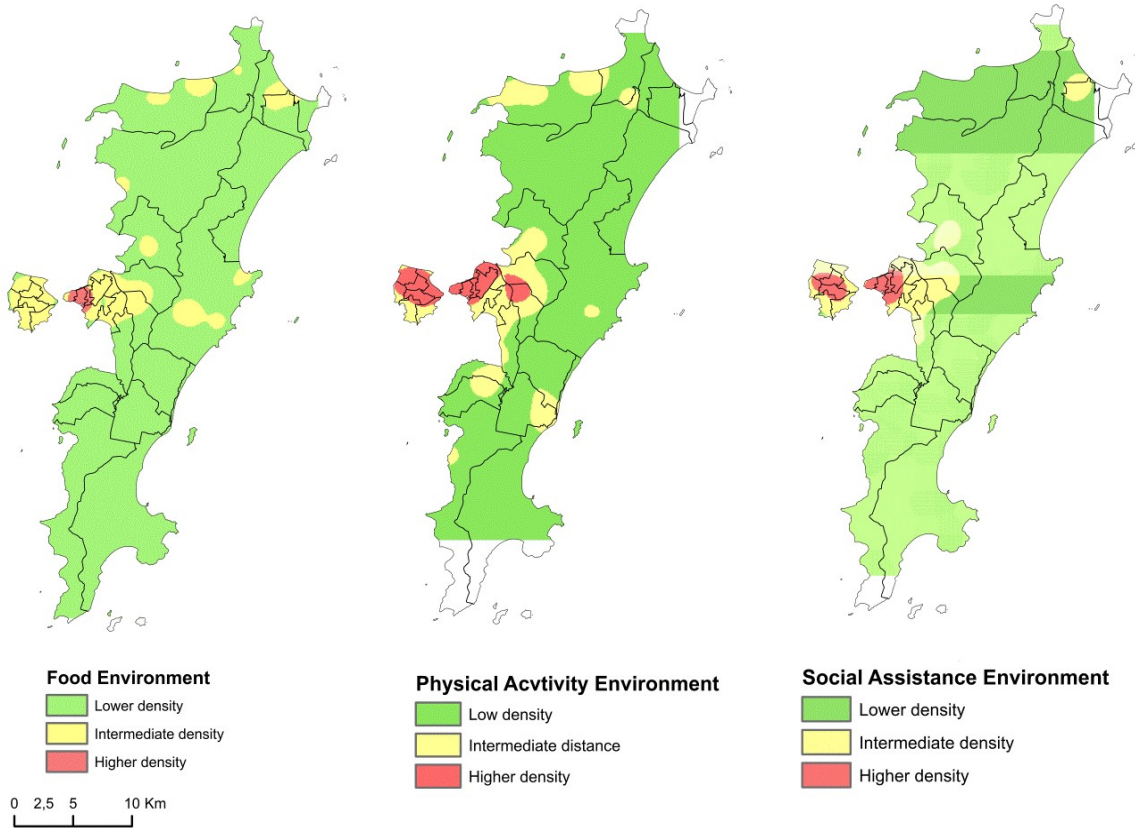 Food Environment
Lower density
Intermediate density
Higher density
0 2,5 5 10 Km
Physical Acvtivity Environment
Low density
Intermediate distance
Higher density
Social Assistance Environment
Lower density
Intermediate density
Higher density